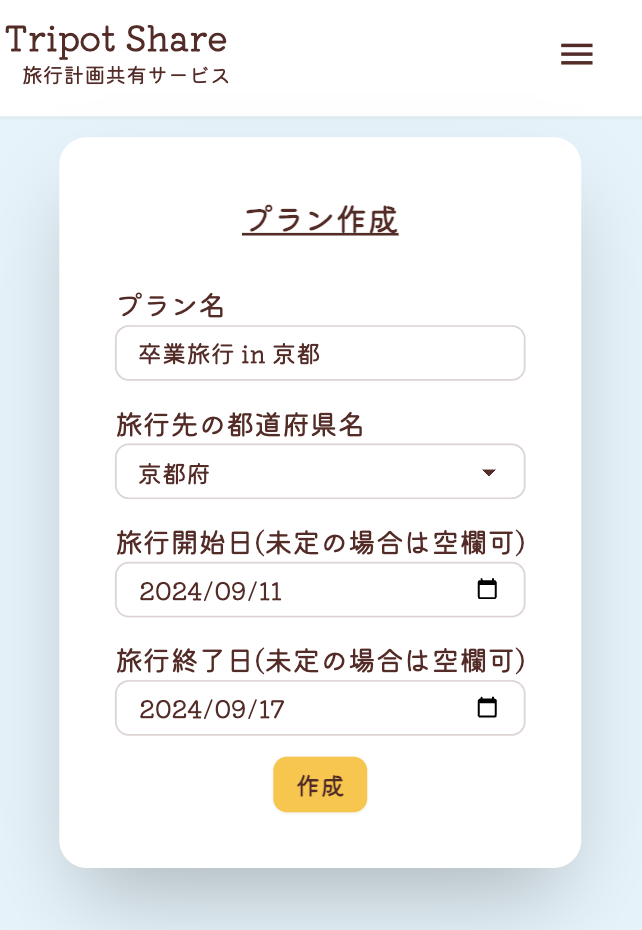 Tripot Share
旅行計画共有サービス
プラン作成
プラン名
卒業旅行 in 京都
旅行先の都道府県名
京都府
旅行開始日(未定の場合は空欄可)
2024/09/11
旅行終了日(未定の場合は空欄可)
2024/09/17
作成